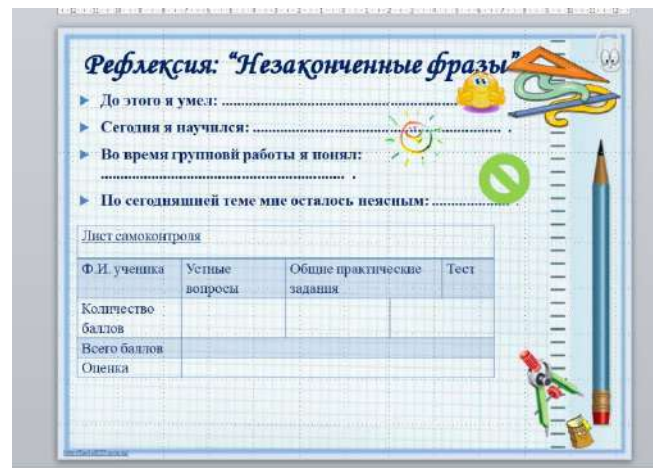 Рефлексия: “Незаконченные фразы”
До этого я умел: ........................................
Сегодня я научился: ........................................ .
Во время групповй работы я понял:
........................................ .
По сегодняшней теме мне осталось неясным: .................... .
Лист самоконтроля
Ф.И. ученика Устные вопросы Общие практические задания Тест
Количество баллов
Всего баллов
Оценка